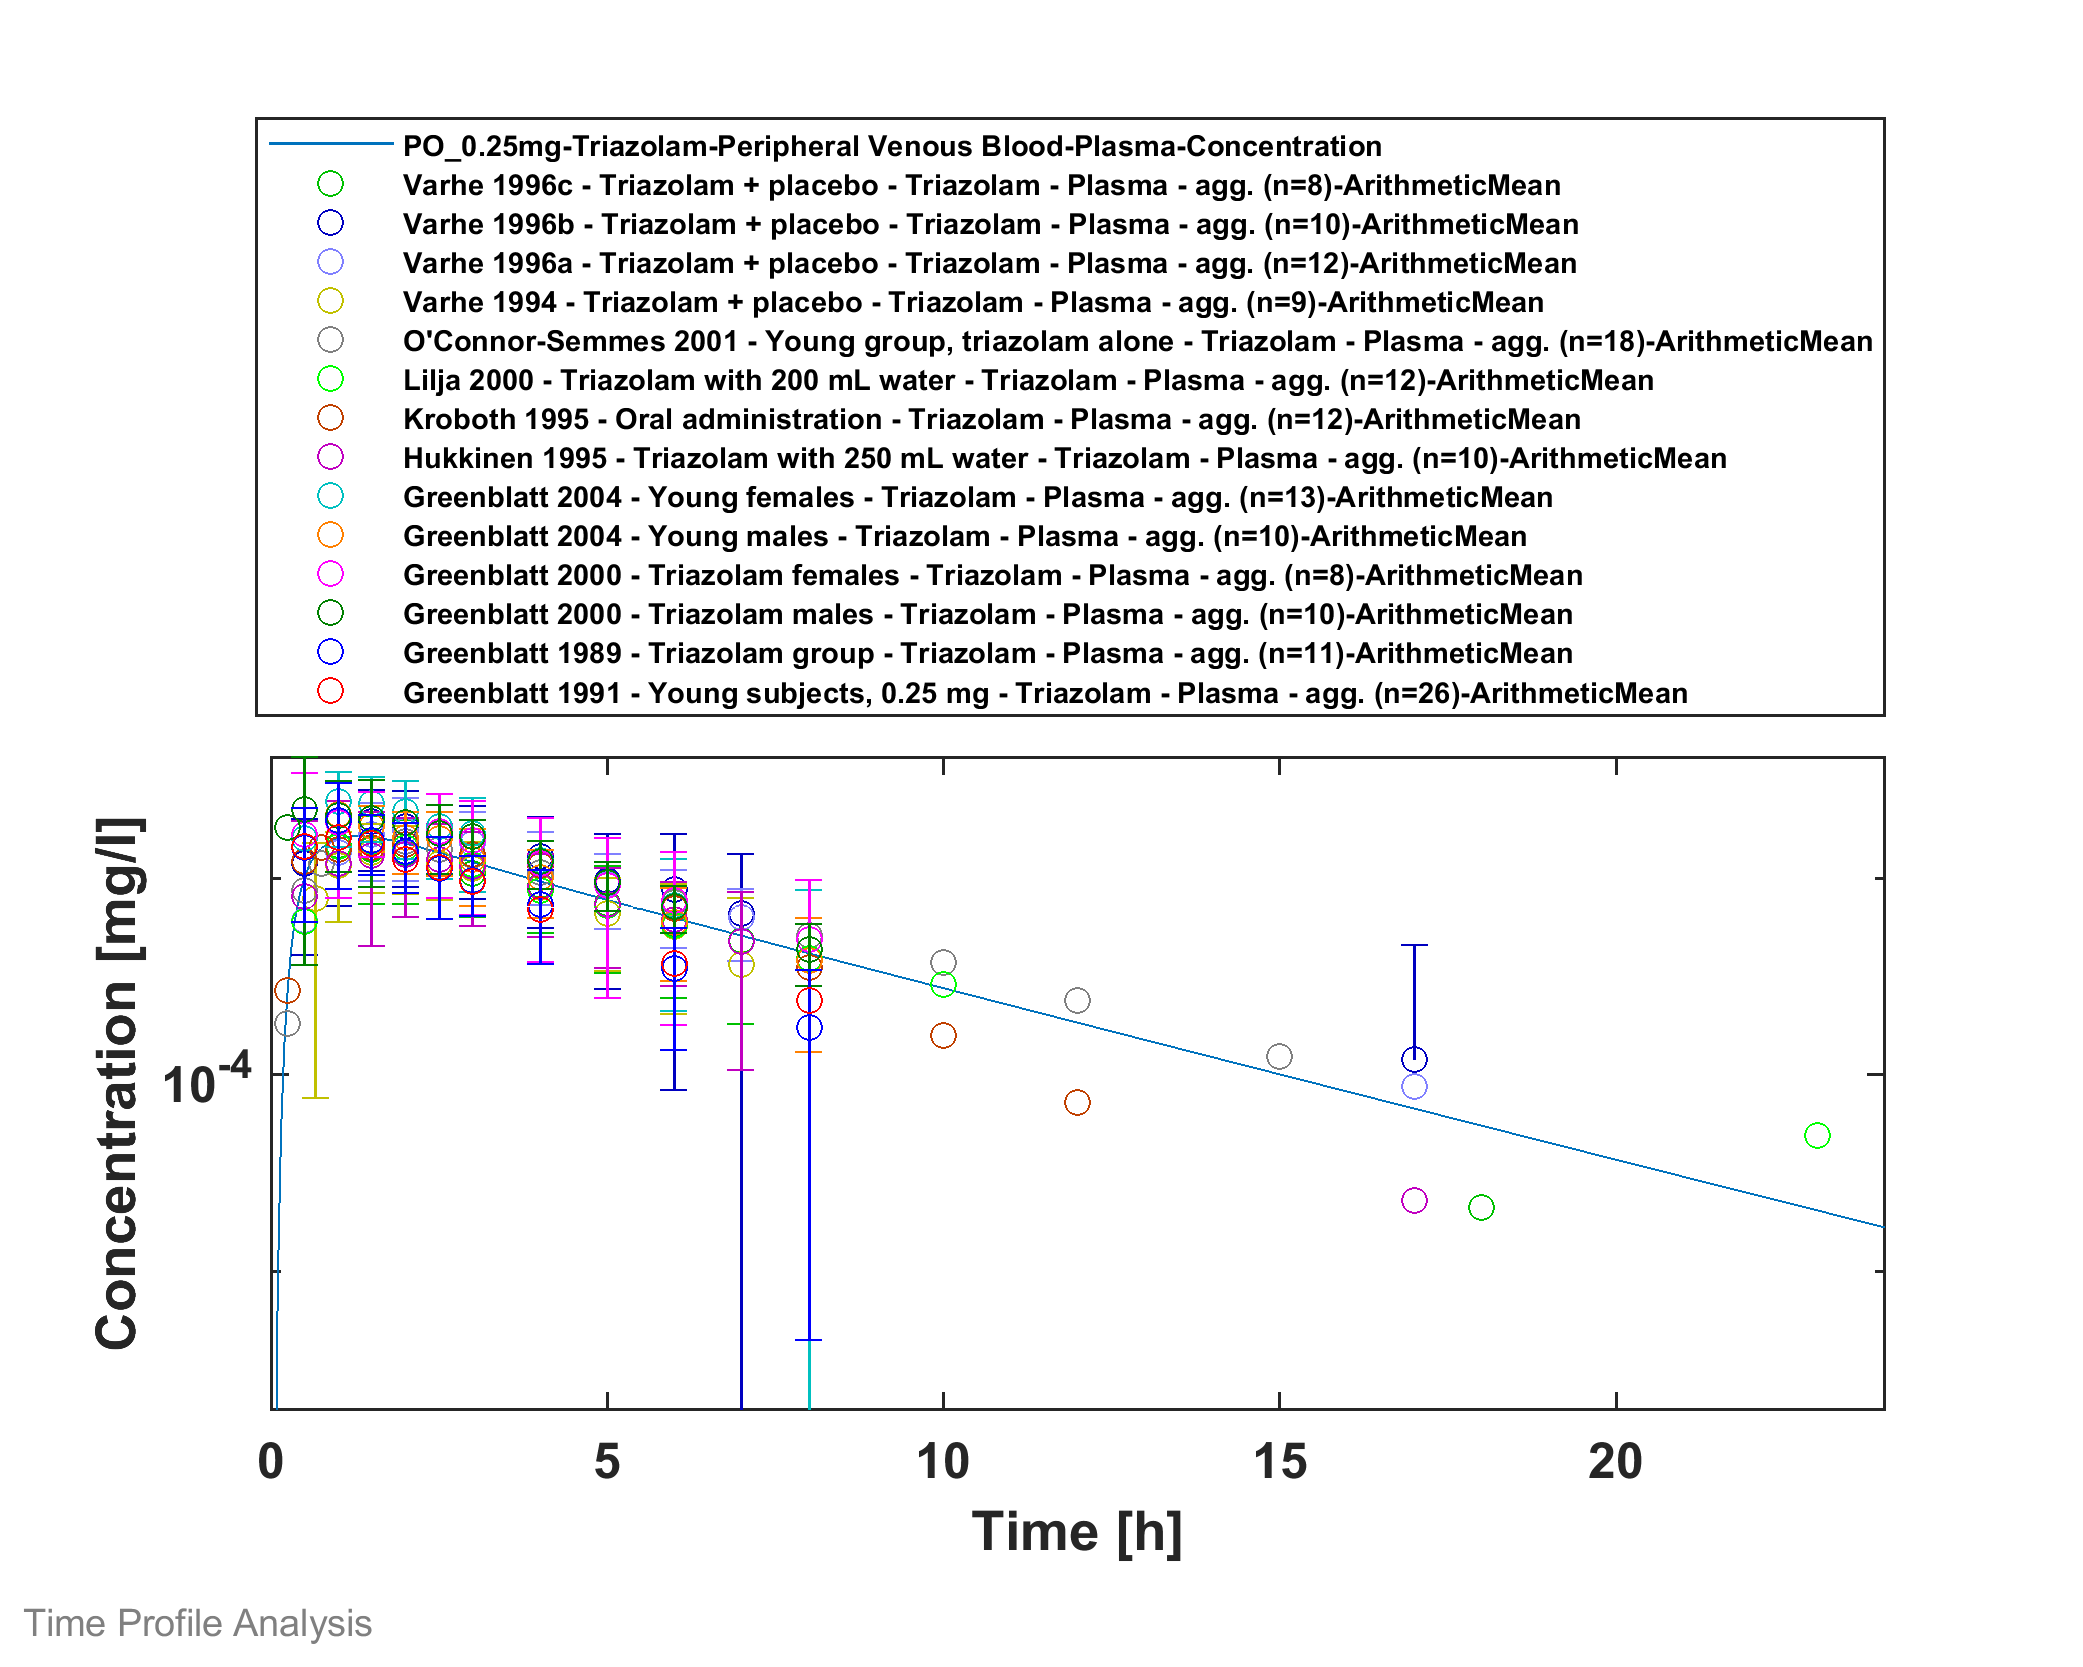 PO_0.25mg-Triazolam-Peripheral Venous Blood-Plasma-Concentration
Varhe 1996c - Triazolam + placebo - Triazolam - Plasma - agg. (n=8)-ArithmeticMean
Varhe 1996b - Triazolam + placebo - Triazolam - Plasma - agg. (n=10)-ArithmeticMean
Varhe 1996a - Triazolam + placebo - Triazolam - Plasma - agg. (n=12)-ArithmeticMean
Varhe 1994 - Triazolam + placebo - Triazolam - Plasma - agg. (n=9)-ArithmeticMean
O'Connor-Semmes 2001 - Young group, triazolam alone - Triazolam - Plasma - agg. (n=18)-ArithmeticMean
Lilja 2000 - Triazolam with 200 mL water - Triazolam - Plasma - agg. (n=12)-ArithmeticMean
Kroboth 1995 - Oral administration - Triazolam - Plasma - agg. (n=12)-ArithmeticMean
Hukkinen 1995 - Triazolam with 250 mL water - Triazolam - Plasma - agg. (n=10)-ArithmeticMean
Greenblatt 2004 - Young females - Triazolam - Plasma - agg. (n=13)-ArithmeticMean
Greenblatt 2004 - Young males - Triazolam - Plasma - agg. (n=10)-ArithmeticMean
Greenblatt 2000 - Triazolam females - Triazolam - Plasma - agg. (n=8)-ArithmeticMean
Greenblatt 2000 - Triazolam males - Triazolam - Plasma - agg. (n=10)-ArithmeticMean
Greenblatt 1989 - Triazolam group - Triazolam - Plasma - agg. (n=11)-ArithmeticMean
Greenblatt 1991 - Young subjects, 0.25 mg - Triazolam - Plasma - agg. (n=26)-ArithmeticMean
Concentration [mg/l]
10^-4
0 5 10 15 20
Time [h]
Time Profile Analysis